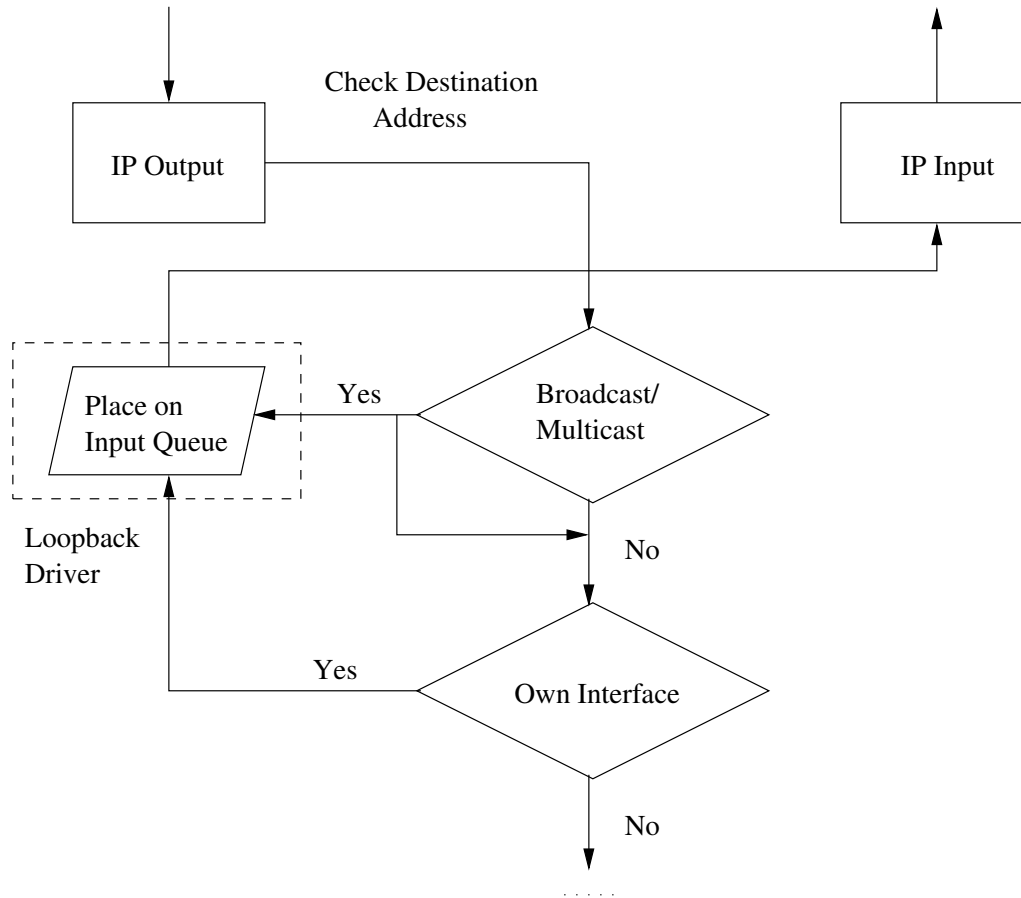 Check Destination
Address
IP Output
IP Input
Place on
Input Queue
Yes
Broadcast/
Multicast
Loopback
Driver
No
Yes
Own Interface
No
. . . . .